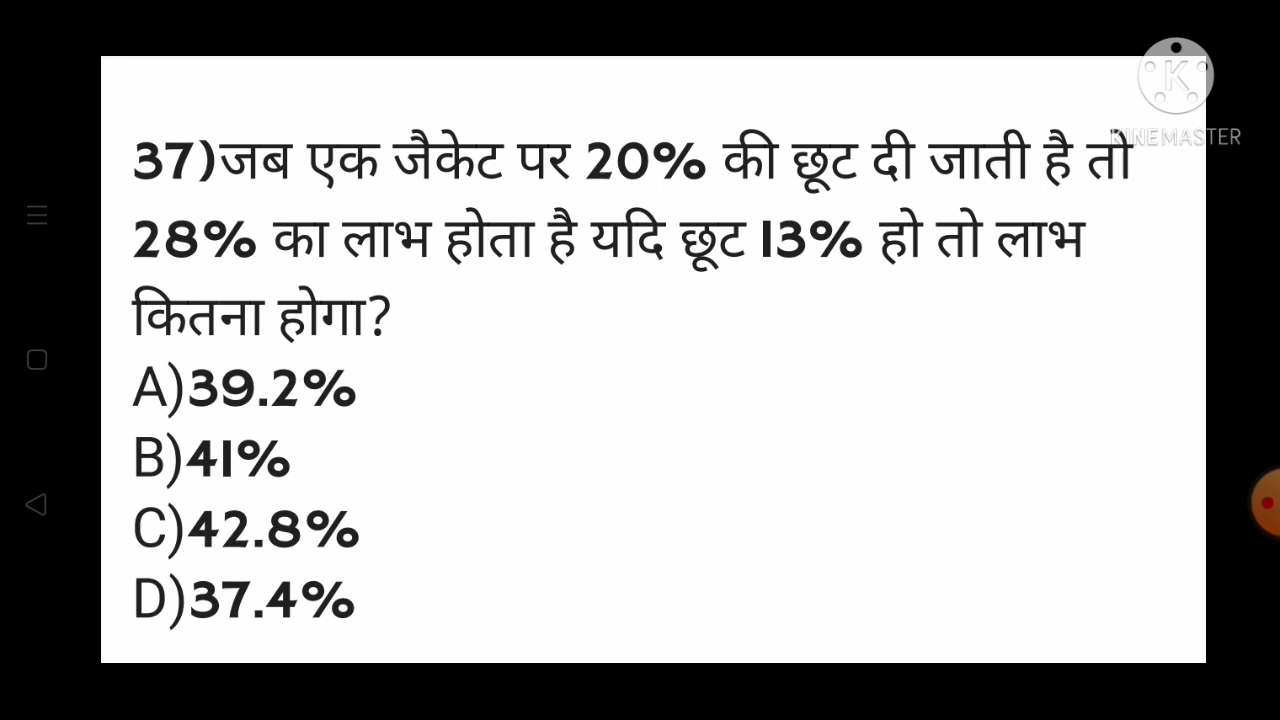 KINEMASTER
37)जब एक जैकेट पर 20% की छूट दी जाती है तो
28% का लाभ होता है यदि छूट 13% हो तो लाभ
कितना होगा?
A)39.2%
B)41%
C)42.8%
D)37.4%